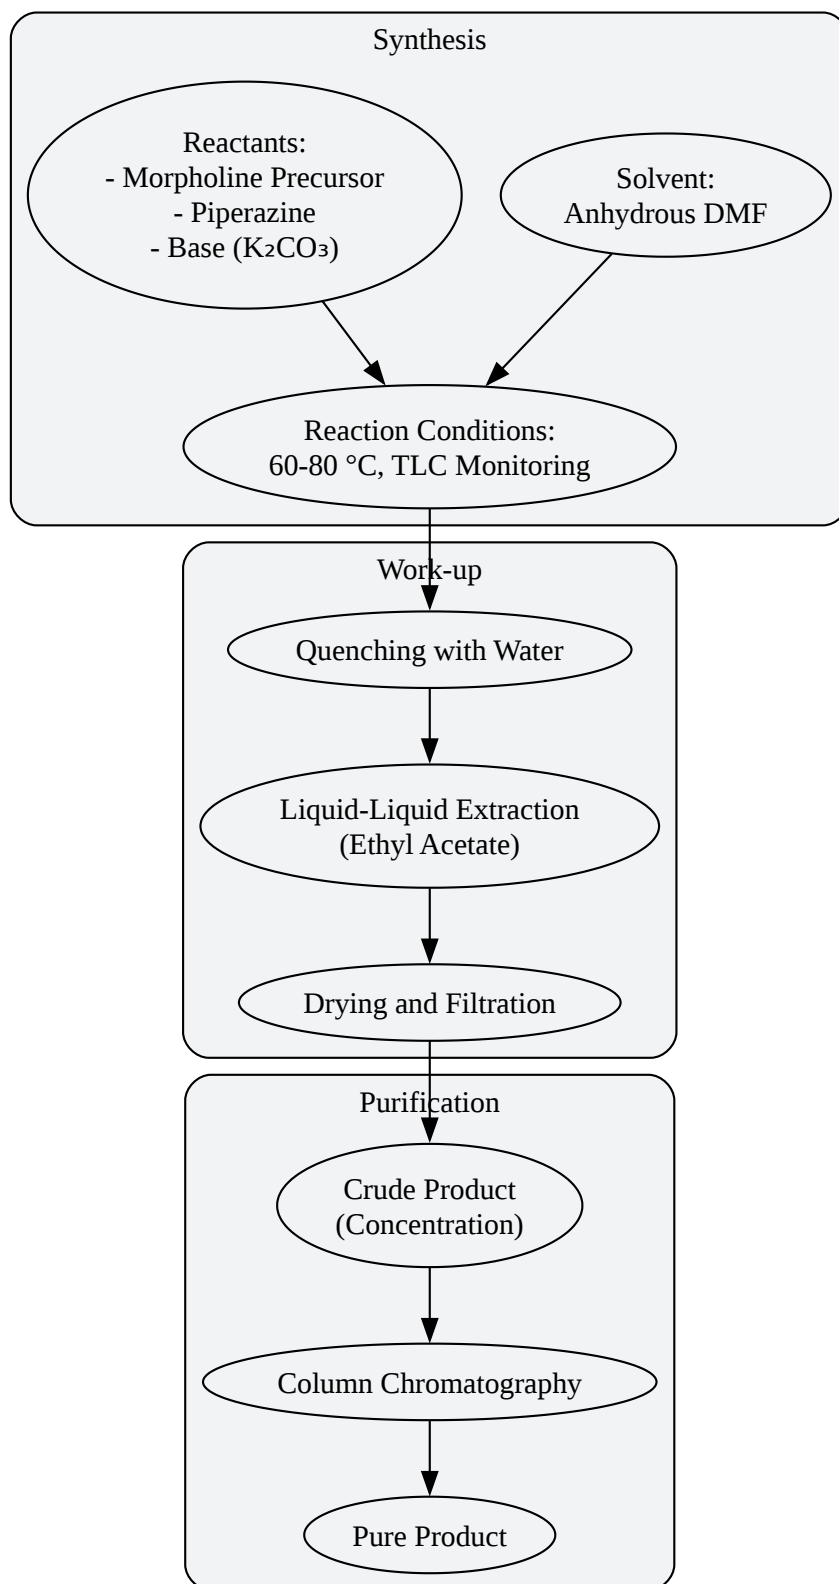 Synthesis
Reactants:
- Morpholine Precursor
- Piperazine
- Base (K₂CO₃)
Solvent:
Anhydrous DMF
Reaction Conditions:
60-80 °C, TLC Monitoring
Work-up
Quenching with Water
Liquid-Liquid Extraction
(Ethyl Acetate)
Drying and Filtration
Purification
Crude Product
(Concentration)
Column Chromatography
Pure Product